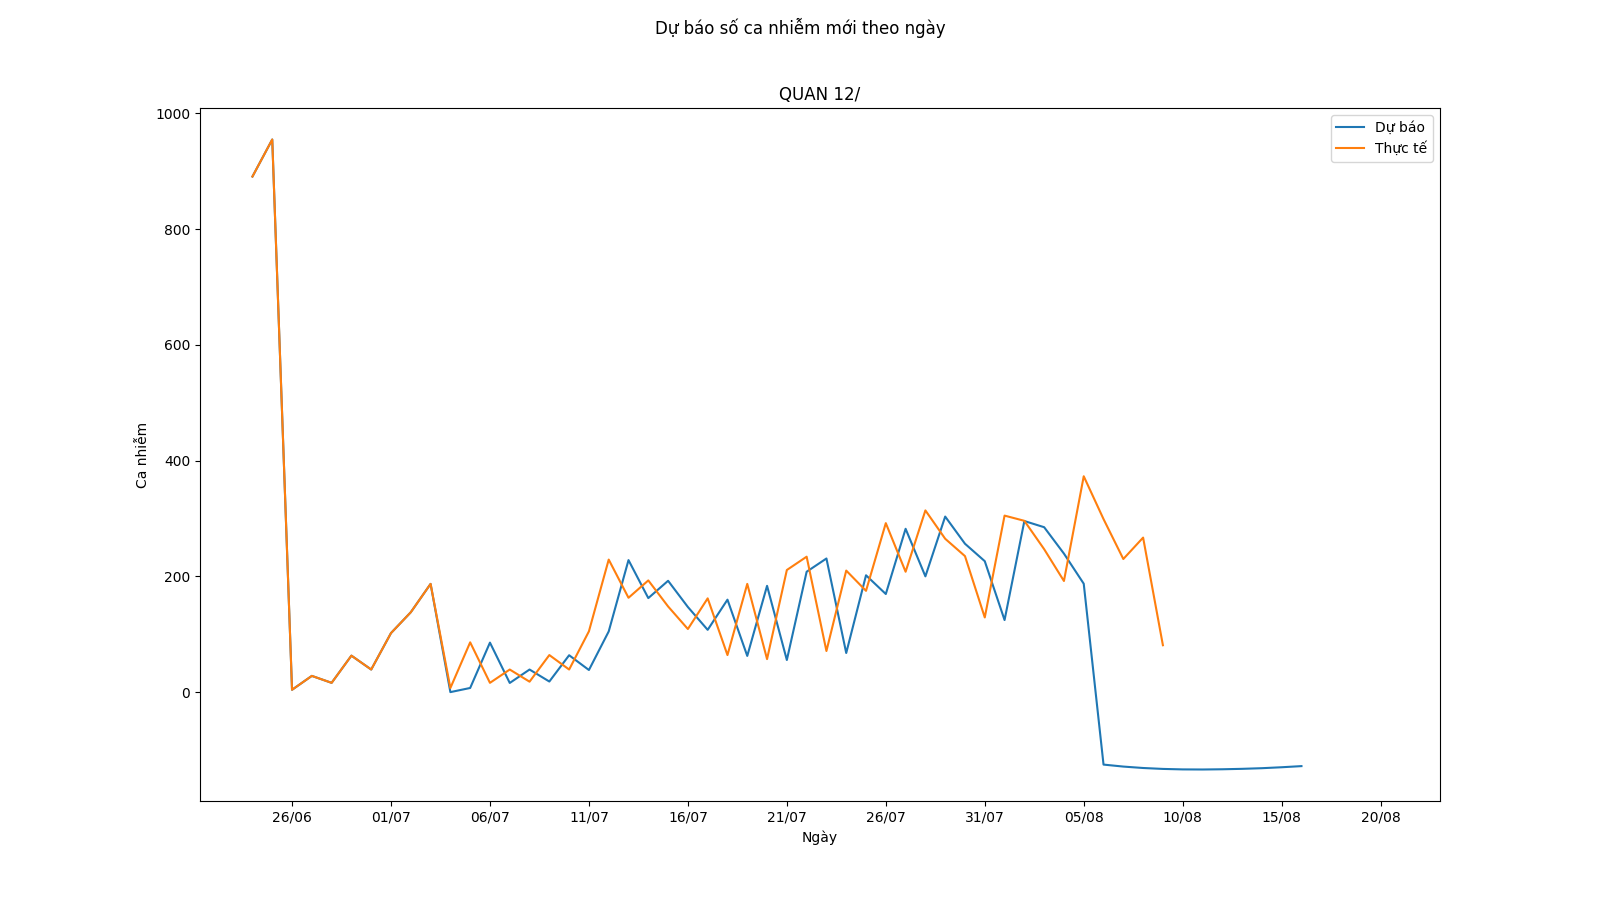 Dự báo số ca nhiễm mới theo ngày
QUAN 12/
1000
800
600
400
200
0
Ca nhiễm
Dự báo
Thực tế
26/06 01/07 06/07 11/07 16/07 21/07 26/07 31/07 05/08 10/08 15/08 20/08
Ngày